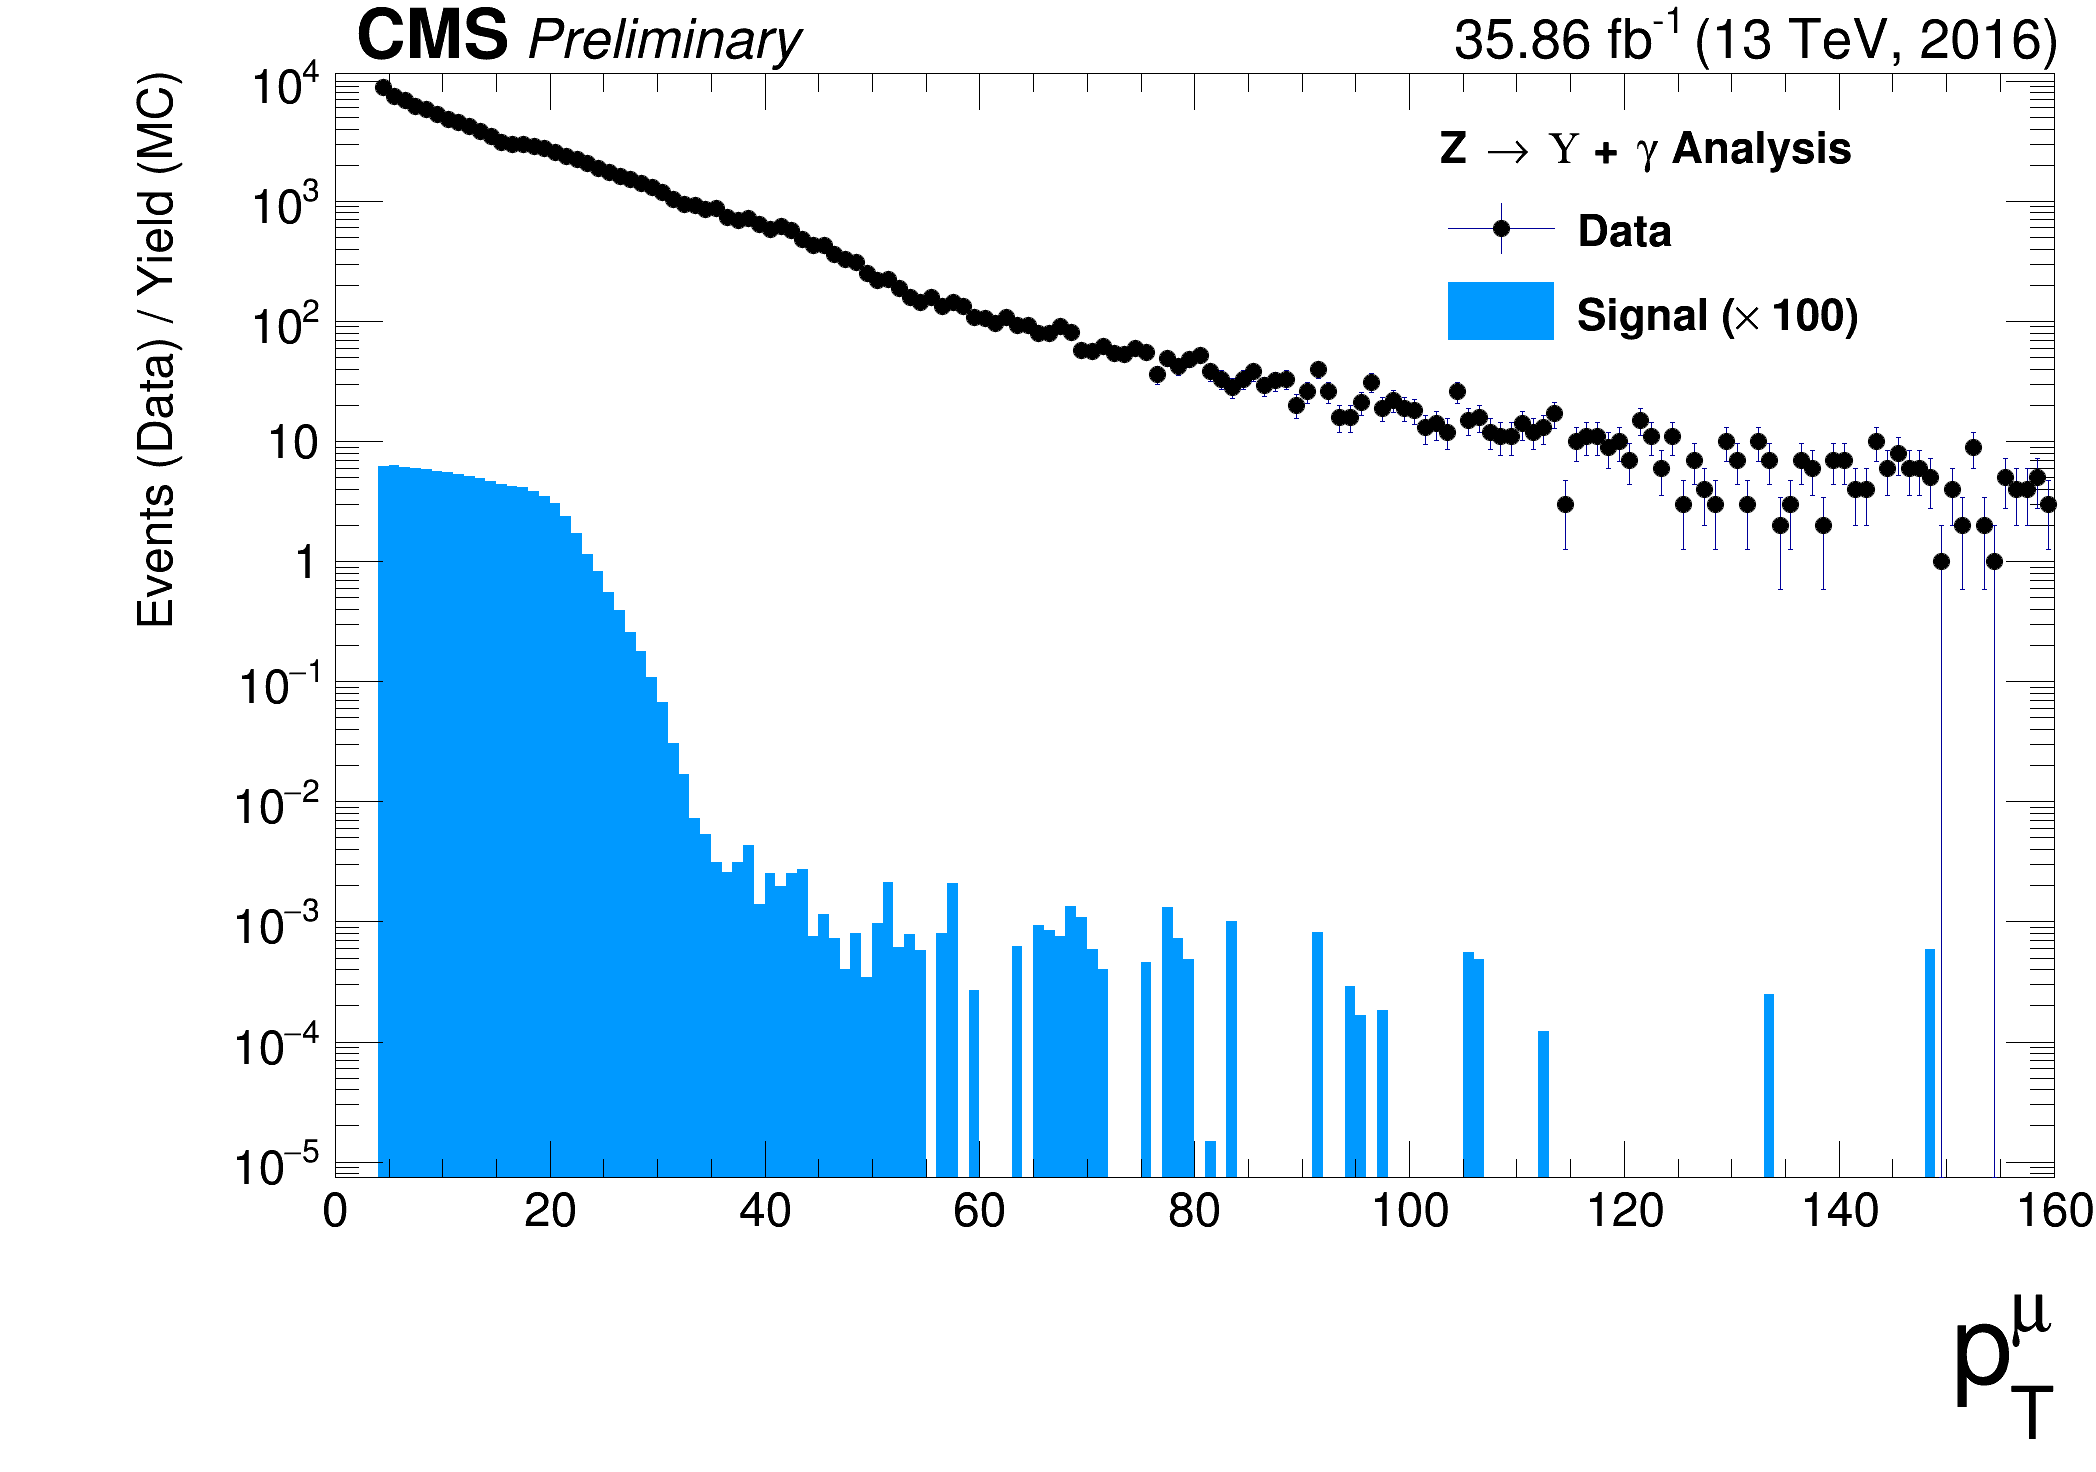 CMS Preliminary 35.86 fb⁻¹ (13 TeV, 2016)
Events (Data) / Yield (MC)
10⁴
10³
10²
10
1
10⁻¹
10⁻²
10⁻³
10⁻⁴
10⁻⁵
Z → Υ + γ Analysis
Data
Signal (× 100)
0 20 40 60 80 100 120 140 160
p_T^μ